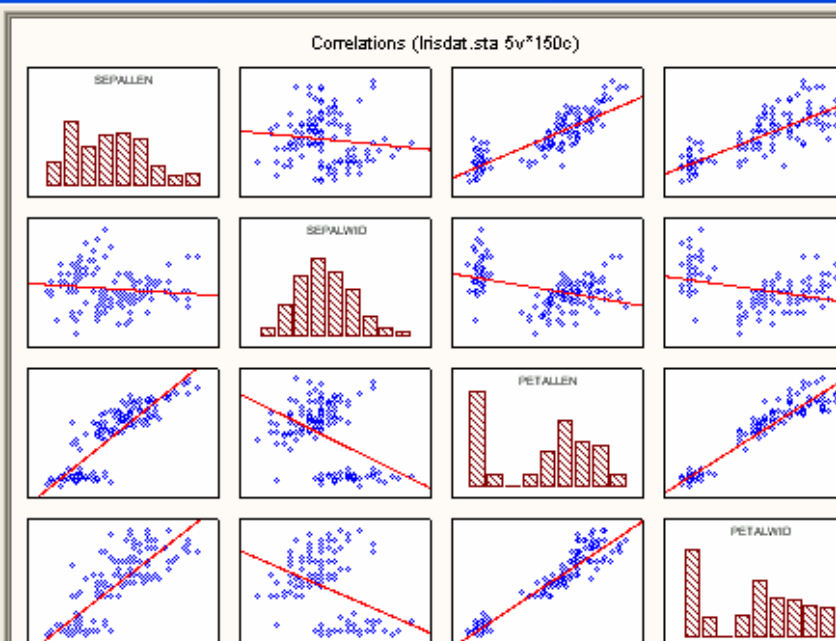 Correlations (Irisdat.sta 5v*150c)
SEPALLEN
SEPALWID
PETALLEN
PETALWID